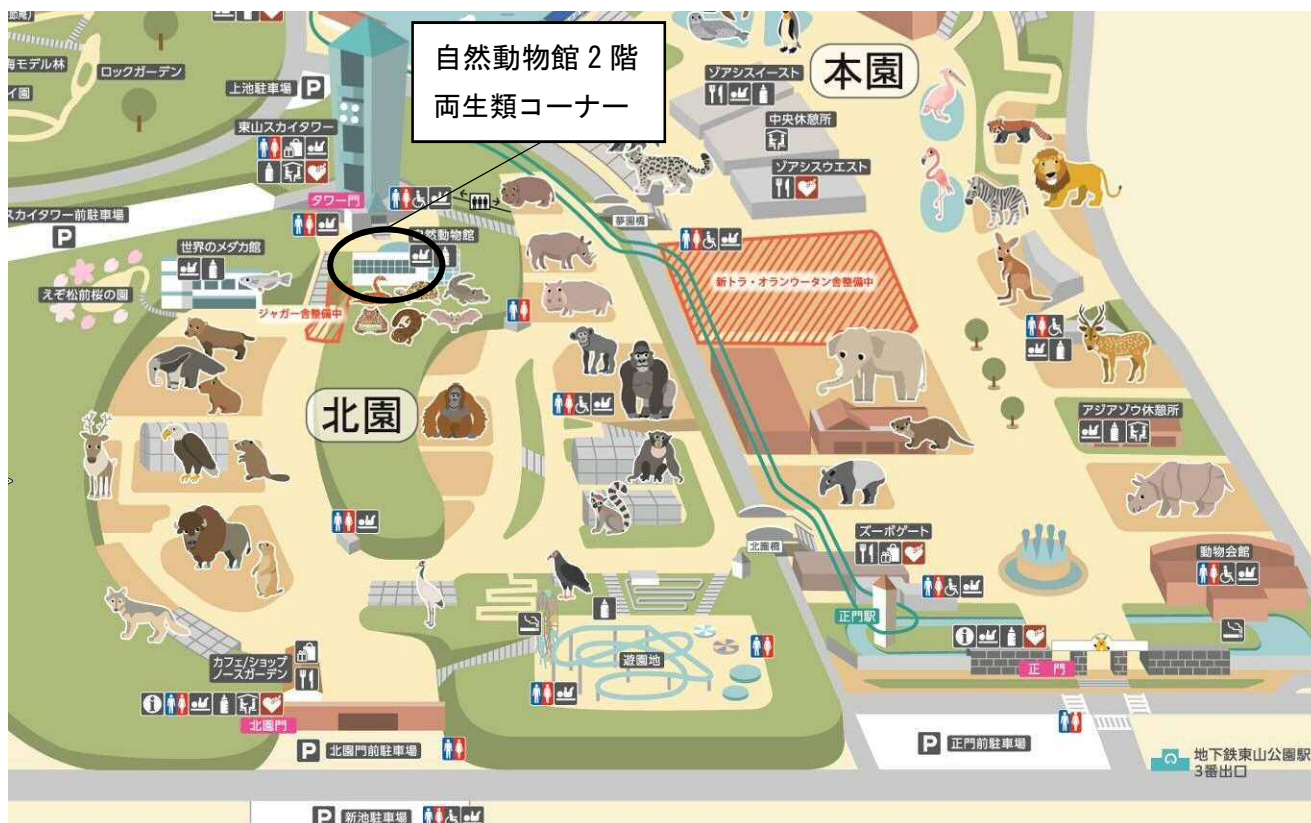 自然動物館２階
両生類コーナー
本園
ロックガーデン
上池駐車場
P
ゾアシスイースト
中央休憩所
ゾアシスウエスト
東山スカイタワー
タワー門
スカイタワー前駐車場
P
夢園橋
世界のメダカ館
自然動物館
えぞ松前桜の園
ジャガー舎整備中
新トラ・オランウータン舎整備中
北園
アジアゾウ休憩所
北園橋
ズーボゲート
動物会館
正門駅
カフェ/ショップ
ノースガーデン
遊園地
正門
北園門
P 北園門前駐車場
P 正門前駐車場
地下鉄東山公園駅
3番出口
P 新池駐車場